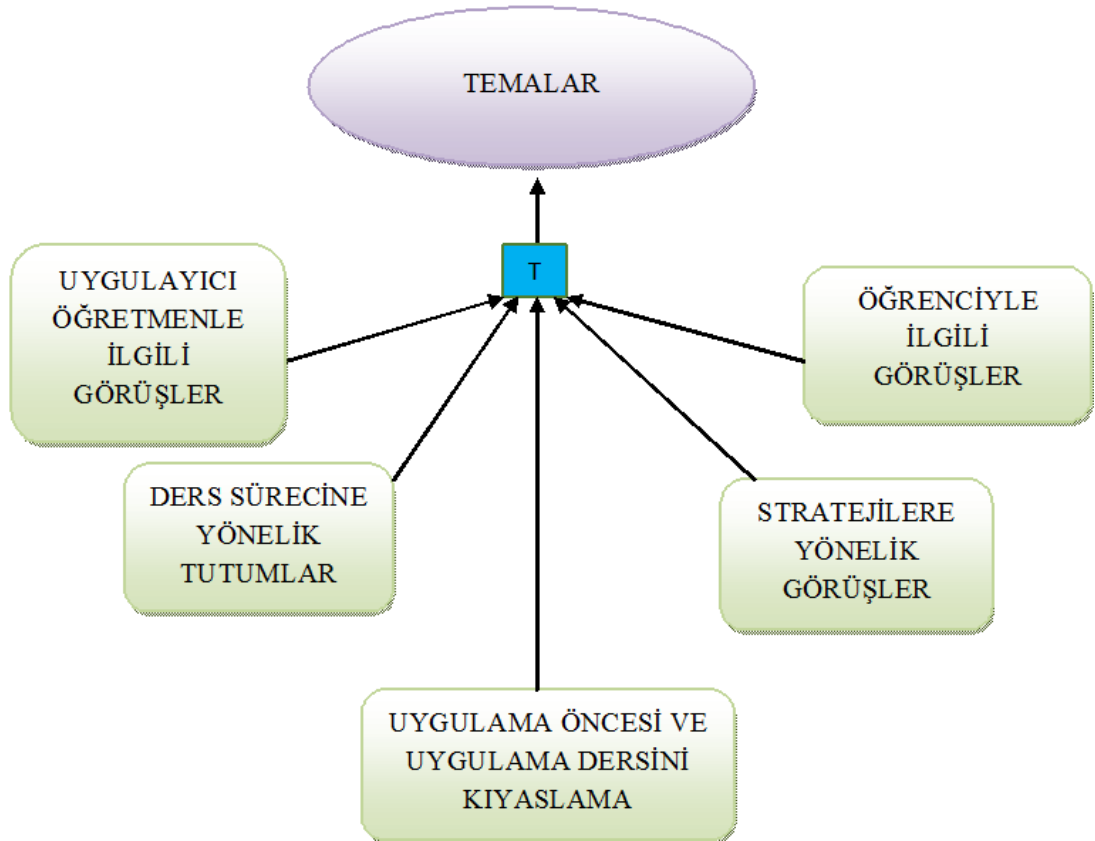 TEMALAR
T
UYGULAYICI
ÖĞRETMENLE
İLGİLİ
GÖRÜŞLER
ÖĞRENCİYLE
İLGİLİ
GÖRÜŞLER
DERS SÜRECİNE
YÖNELİK
TUTUMLAR
STRATEJİLERE
YÖNELİK
GÖRÜŞLER
UYGULAMA ÖNCESİ VE
UYGULAMA DERSİNİ
KIYASLAMA